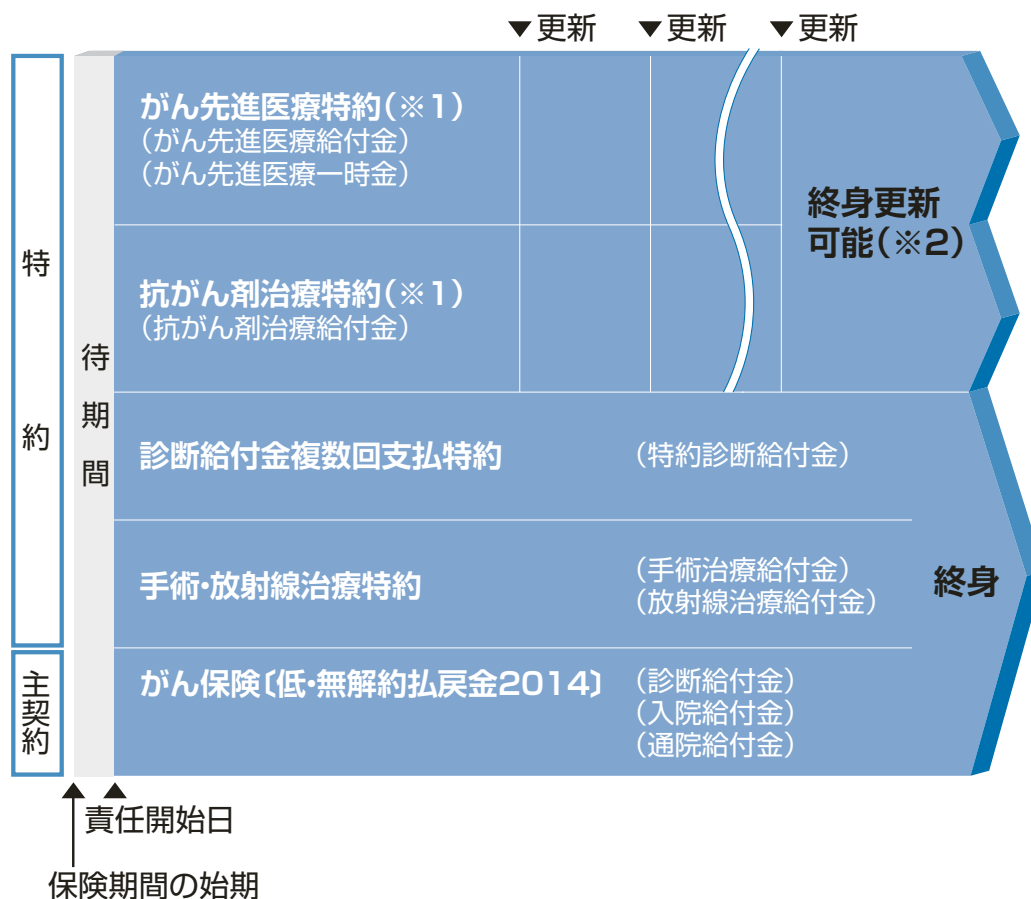 ▼更新 ▼更新 ▼更新
特約
待期間
がん先進医療特約(※1)
(がん先進医療給付金)
(がん先進医療一時金)
終身更新
可能(※2)
抗がん剤治療特約(※1)
(抗がん剤治療給付金)
診断給付金複数回支払特約 (特約診断給付金)
手術・放射線治療特約 (手術治療給付金)
(放射線治療給付金)
終身
主契約
がん保険〔低・無解約払戻金2014〕 (診断給付金)
(入院給付金)
(通院給付金)
責任開始日
保険期間の始期